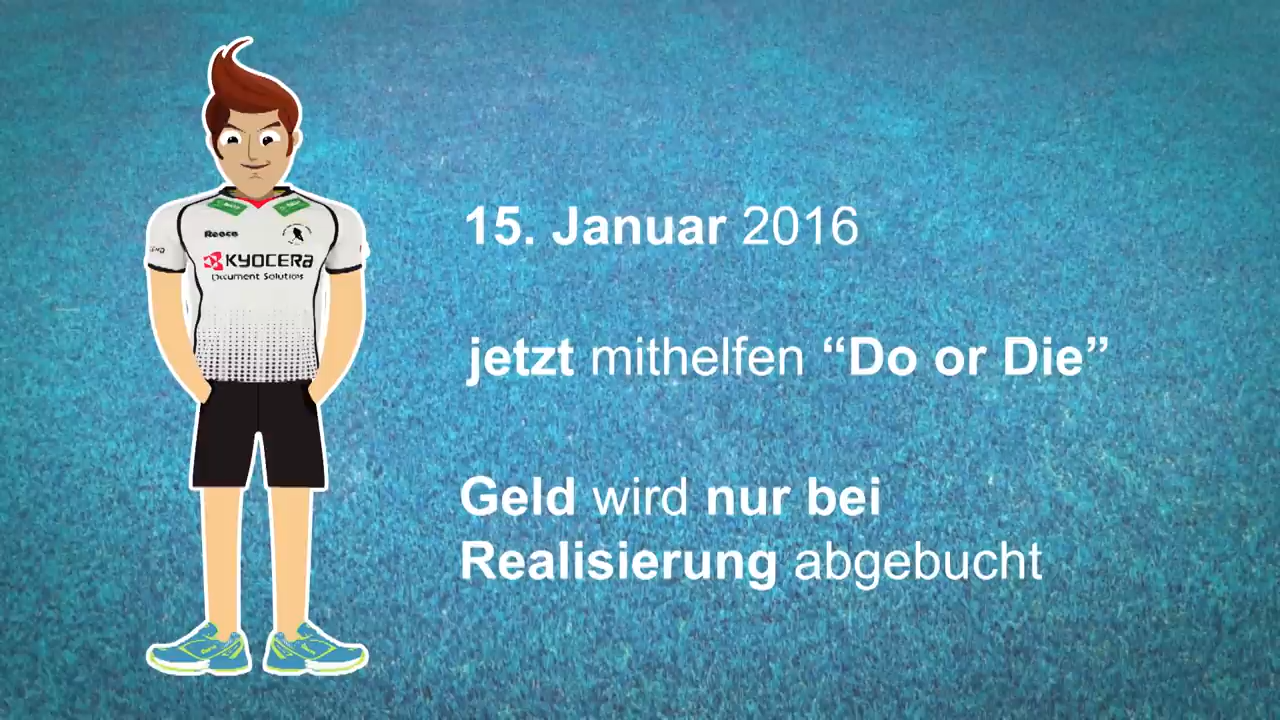 Reece
KYOCERA
Document Solutions
15. Januar 2016
jetzt mithelfen “Do or Die”
Geld wird nur bei
Realisierung abgebucht